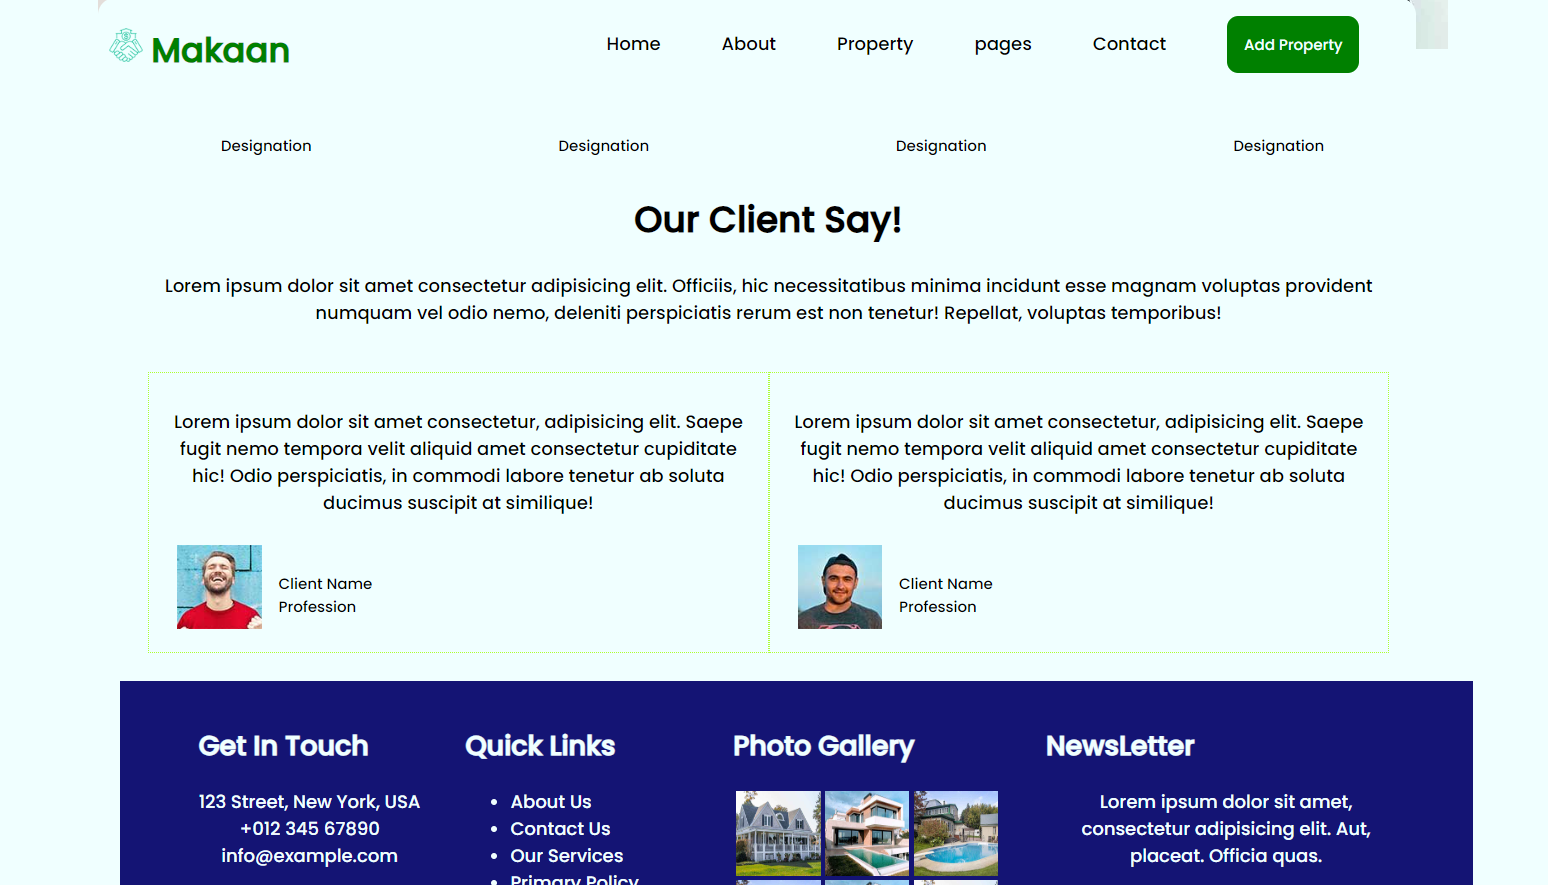 Makaan
Home About Property pages Contact Add Property
Designation Designation Designation Designation
Our Client Say!
Lorem ipsum dolor sit amet consectetur adipisicing elit. Officiis, hic necessitatibus minima incidunt esse magnam voluptas provident
numquam vel odio nemo, deleniti perspiciatis rerum est non tenetur! Repellat, voluptas temporibus!
Lorem ipsum dolor sit amet consectetur, adipisicing elit. Saepe
fugit nemo tempora velit aliquid amet consectetur cupiditate
hic! Odio perspiciatis, in commodi labore tenetur ab soluta
ducimus suscipit at similique!
Client Name
Profession
Lorem ipsum dolor sit amet consectetur, adipisicing elit. Saepe
fugit nemo tempora velit aliquid amet consectetur cupiditate
hic! Odio perspiciatis, in commodi labore tenetur ab soluta
ducimus suscipit at similique!
Client Name
Profession
Get In Touch
123 Street, New York, USA
+012 345 67890
info@example.com
Quick Links
About Us
Contact Us
Our Services
Primary Policy
Photo Gallery
NewsLetter
Lorem ipsum dolor sit amet,
consectetur adipisicing elit. Aut,
placeat. Officia quas.